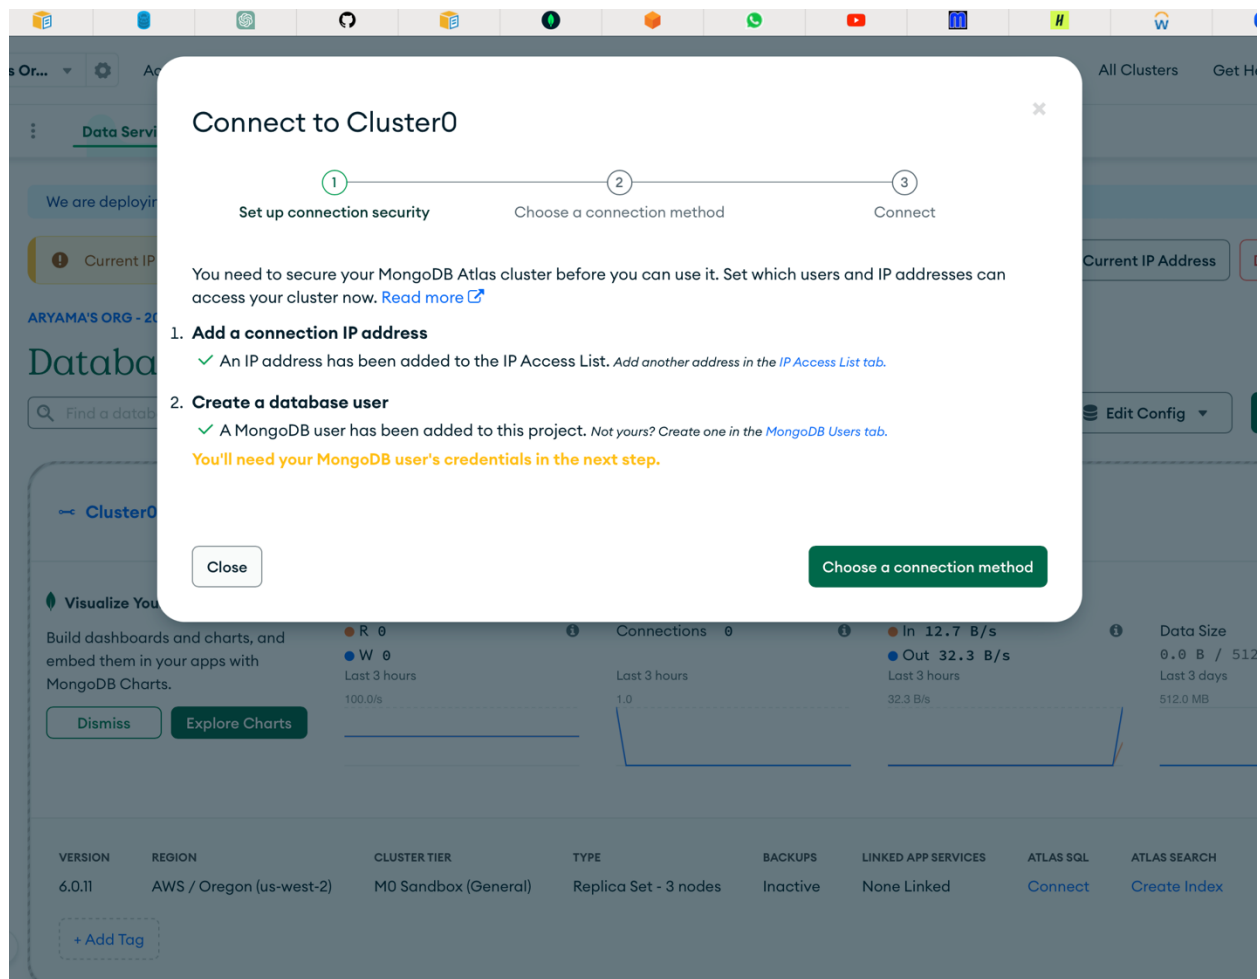 s Or...
Ac
All Clusters
Get He
Data Servi
We are deployin
Current IP
Current IP Address
ARYAMA'S ORG - 20
Databa
Find a datab
Edit Config
Connect to Cluster0
1
2
3
Set up connection security
Choose a connection method
Connect
You need to secure your MongoDB Atlas cluster before you can use it. Set which users and IP addresses can
access your cluster now. Read more
1. Add a connection IP address
An IP address has been added to the IP Access List. Add another address in the IP Access List tab.
2. Create a database user
A MongoDB user has been added to this project. Not yours? Create one in the MongoDB Users tab.
You'll need your MongoDB user's credentials in the next step.
Close
Choose a connection method
Cluster0
Visualize You
Build dashboards and charts, and
embed them in your apps with
MongoDB Charts.
Dismiss
Explore Charts
R 0
W 0
Last 3 hours
100.0/s
Connections 0
Last 3 hours
1.0
In 12.7 B/s
Out 32.3 B/s
Last 3 hours
32.3 B/s
Data Size
0.0 B / 512
Last 3 days
512.0 MB
VERSION REGION CLUSTER TIER TYPE BACKUPS LINKED APP SERVICES ATLAS SQL ATLAS SEARCH
6.0.11 AWS / Oregon (us-west-2) M0 Sandbox (General) Replica Set - 3 nodes Inactive None Linked Connect Create Index
+ Add Tag